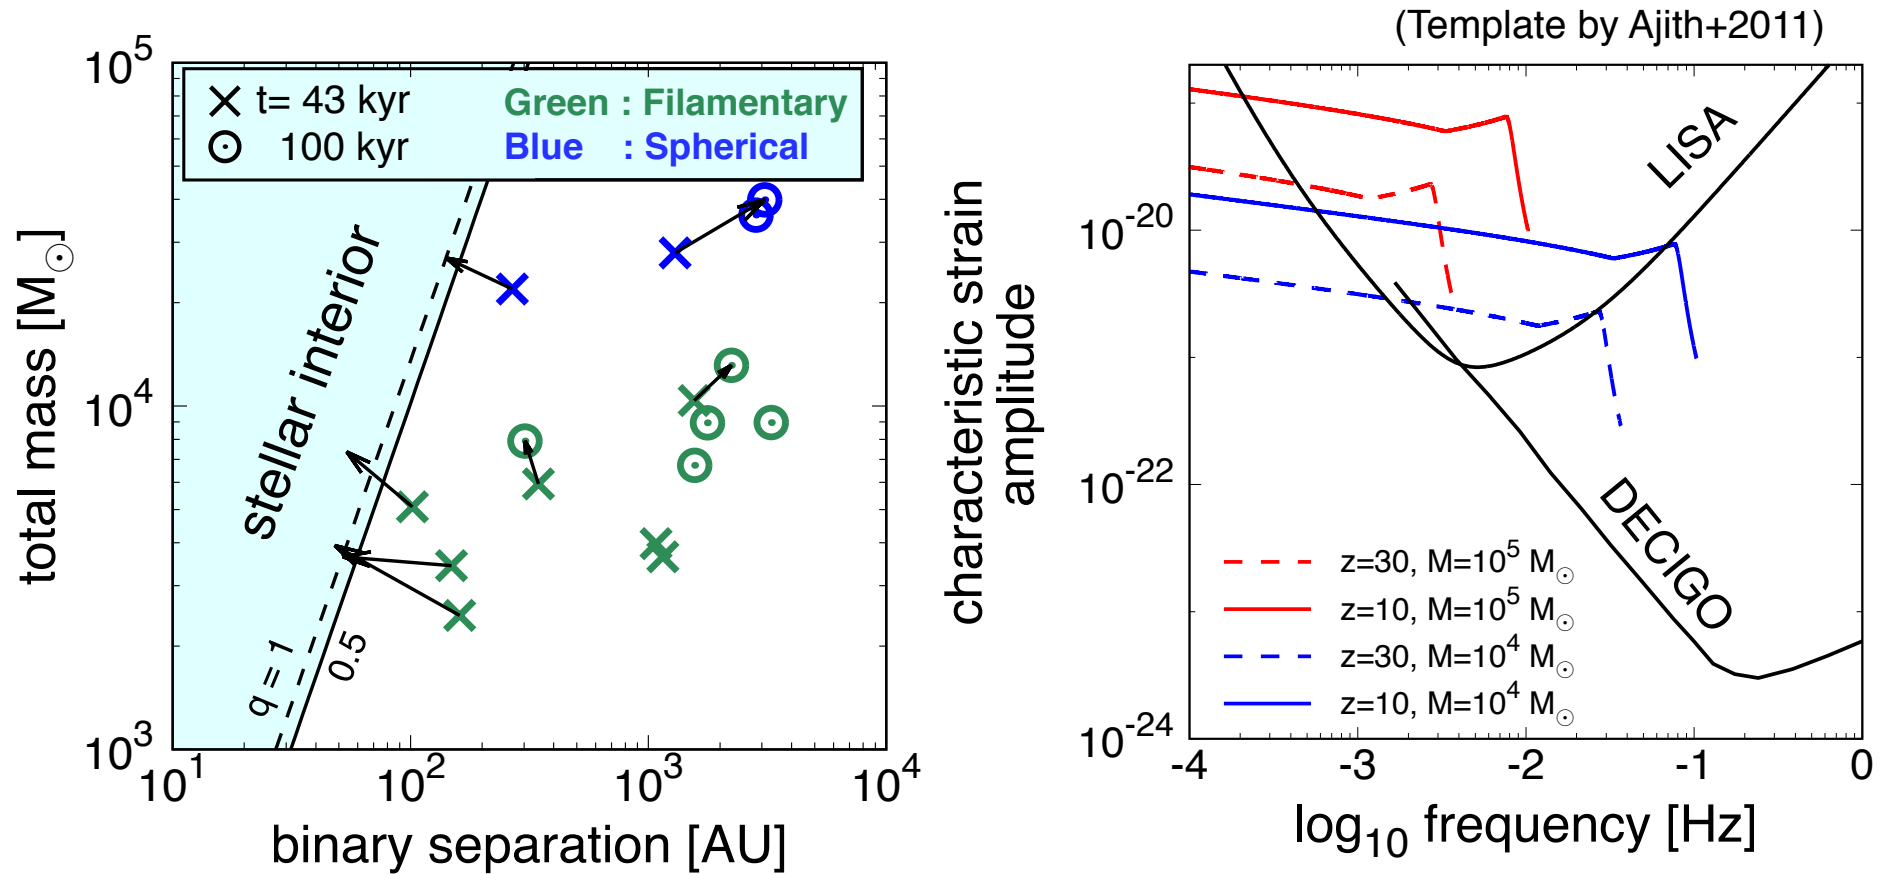 (Template by Ajith+2011)
10^5
10^4
10^3
total mass [M☉]
t= 43 kyr
100 kyr
Green : Filamentary
Blue : Spherical
stellar interior
q = 1
0.5
10^1
10^2
10^3
10^4
binary separation [AU]
characteristic strain
amplitude
10^-20
10^-22
10^-24
LISA
DECIGO
z=30, M=10^5 M☉
z=10, M=10^5 M☉
z=30, M=10^4 M☉
z=10, M=10^4 M☉
-4
-3
-2
-1
0
log10 frequency [Hz]